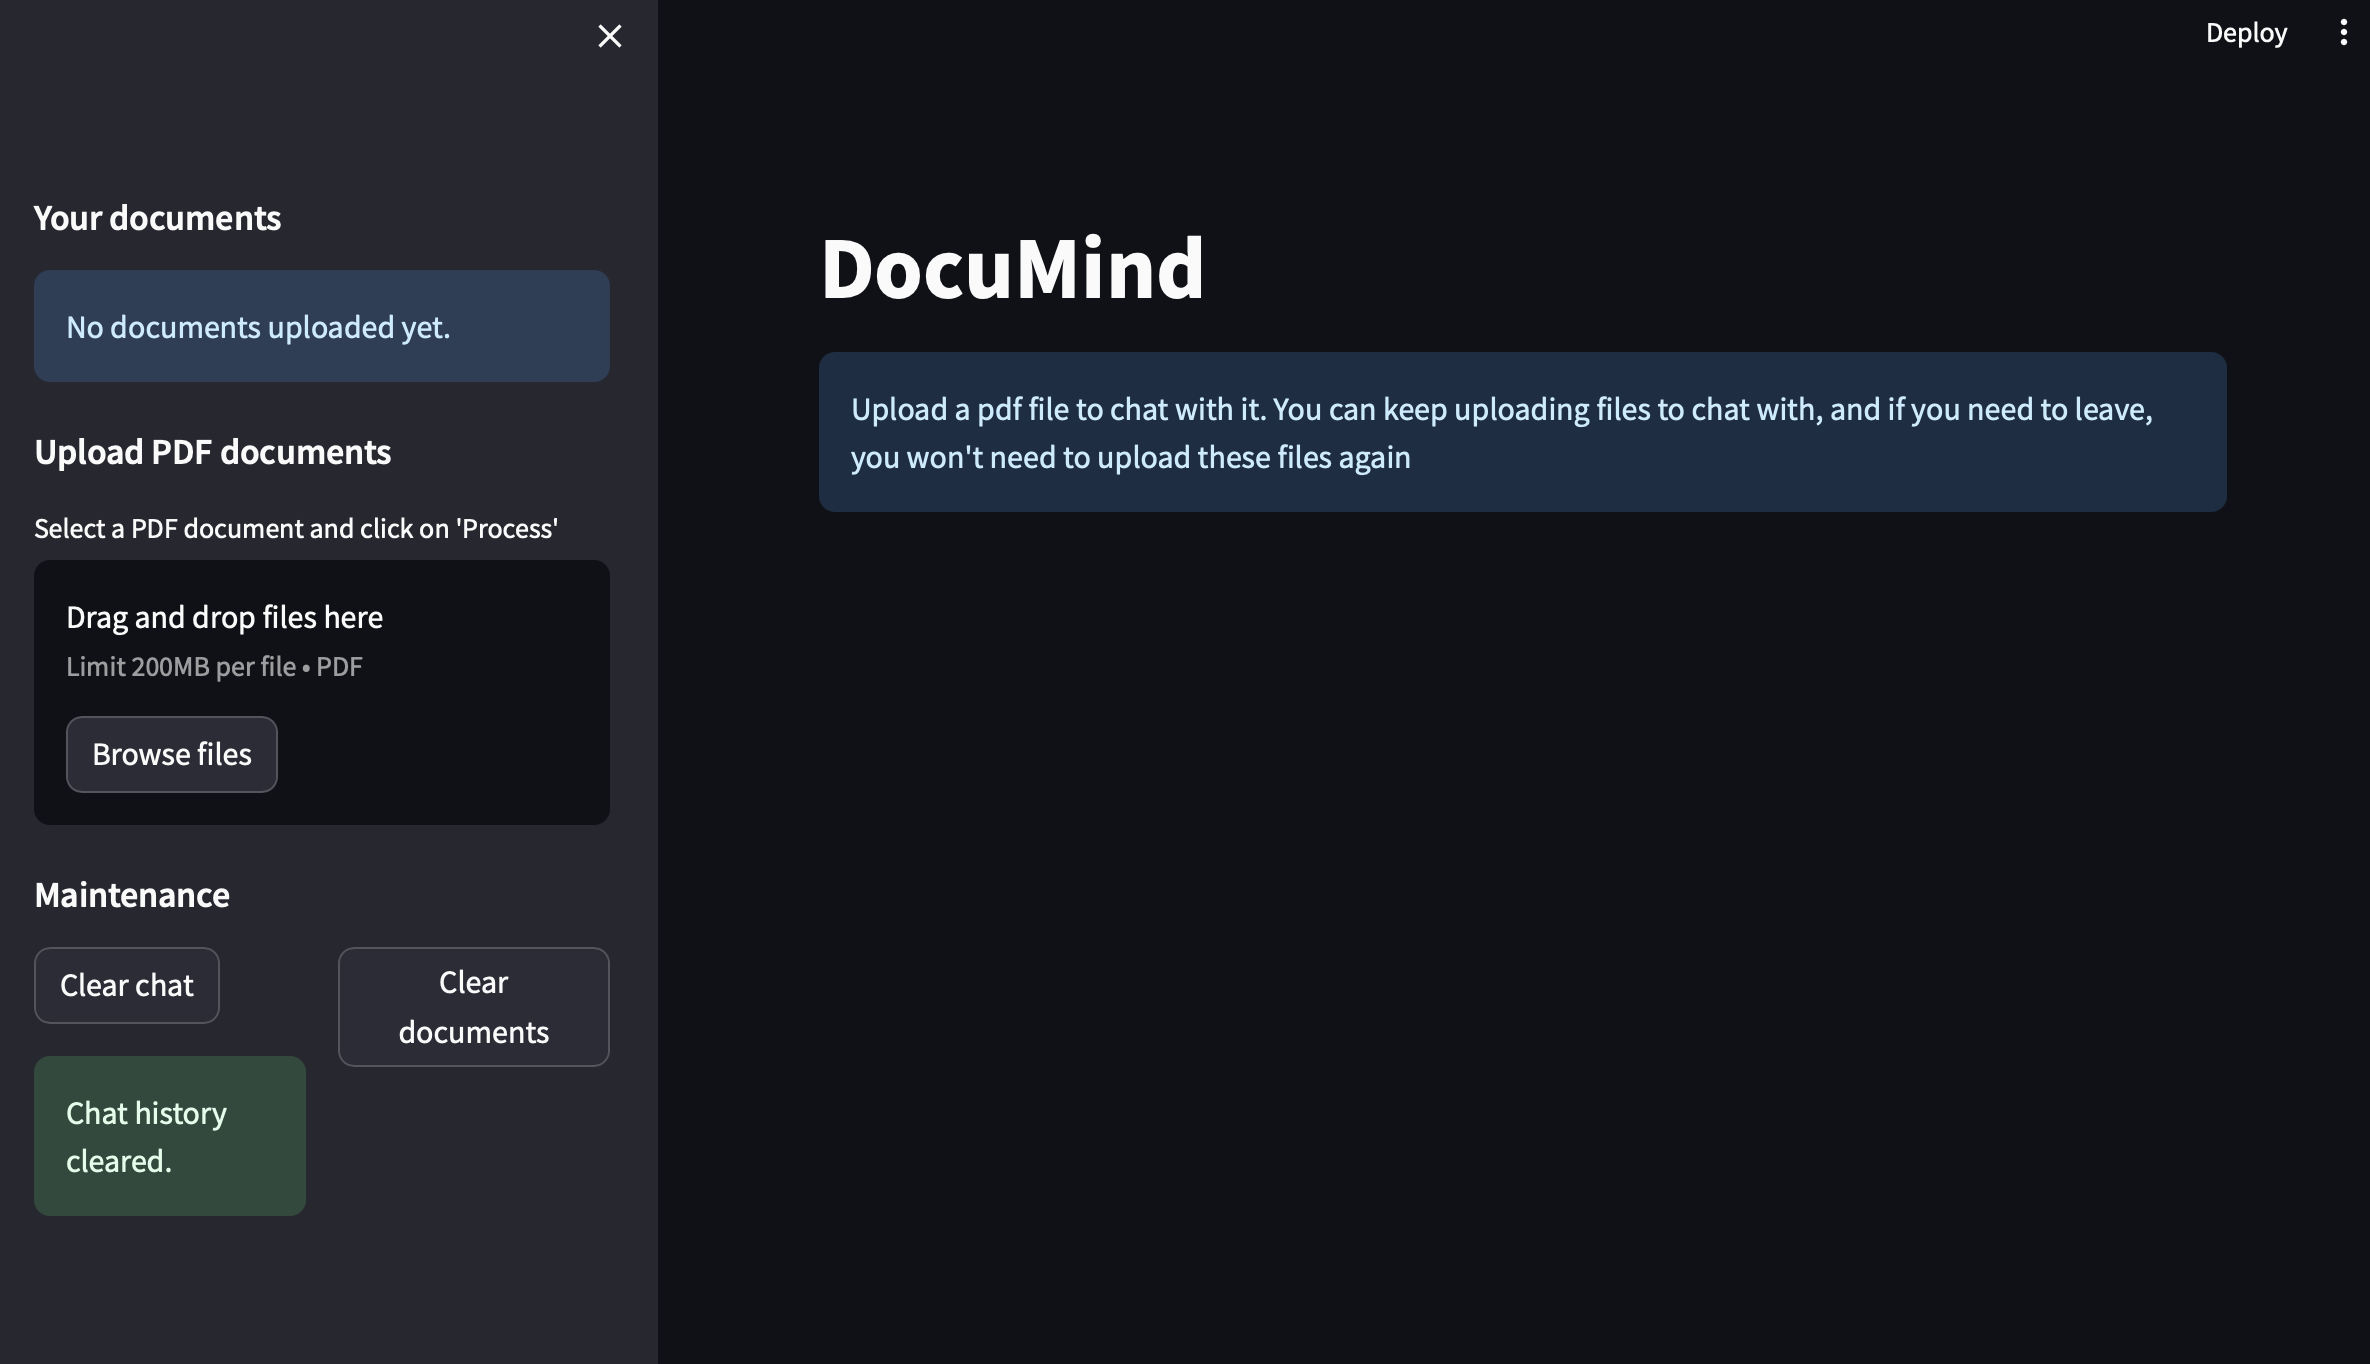 Deploy
Your documents
No documents uploaded yet.
Upload PDF documents
Select a PDF document and click on 'Process'
Drag and drop files here
Limit 200MB per file • PDF
Browse files
Maintenance
Clear chat
Clear
documents
Chat history
cleared.
DocuMind
Upload a pdf file to chat with it. You can keep uploading files to chat with, and if you need to leave,
you won't need to upload these files again